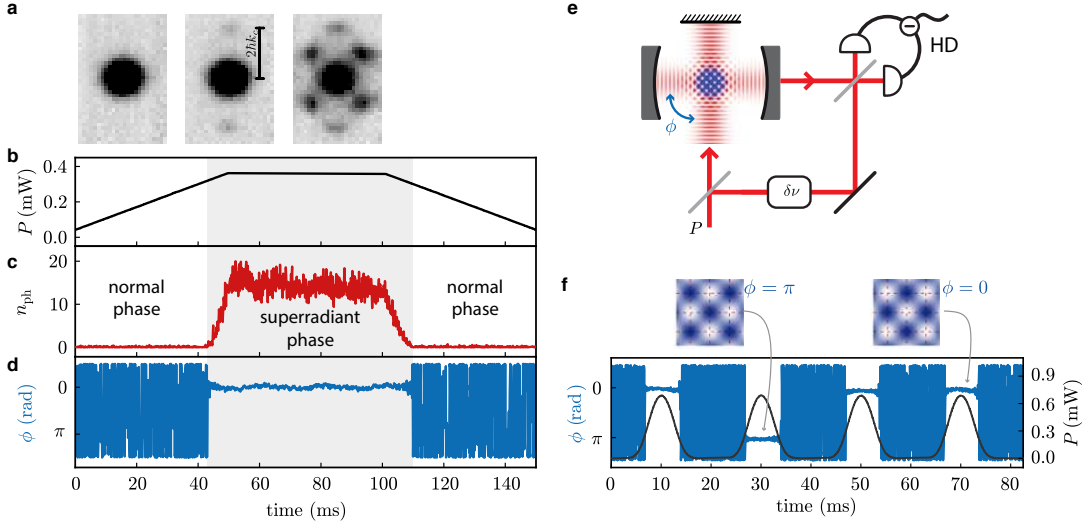 a
2ħk
b
P (mW)
0.4
0.2
0.0
c
n_ph
20
10
0
normal
phase
superradiant
phase
normal
phase
d
ϕ (rad)
0
π
0 20 40 60 80 100 120 140
time (ms)
e
HD
ϕ
δν
P
f
ϕ = π
ϕ = 0
ϕ (rad)
0
π
0.9
0.6
0.3
0.0
P (mW)
10 20 30 40 50 60 70 80
time (ms)